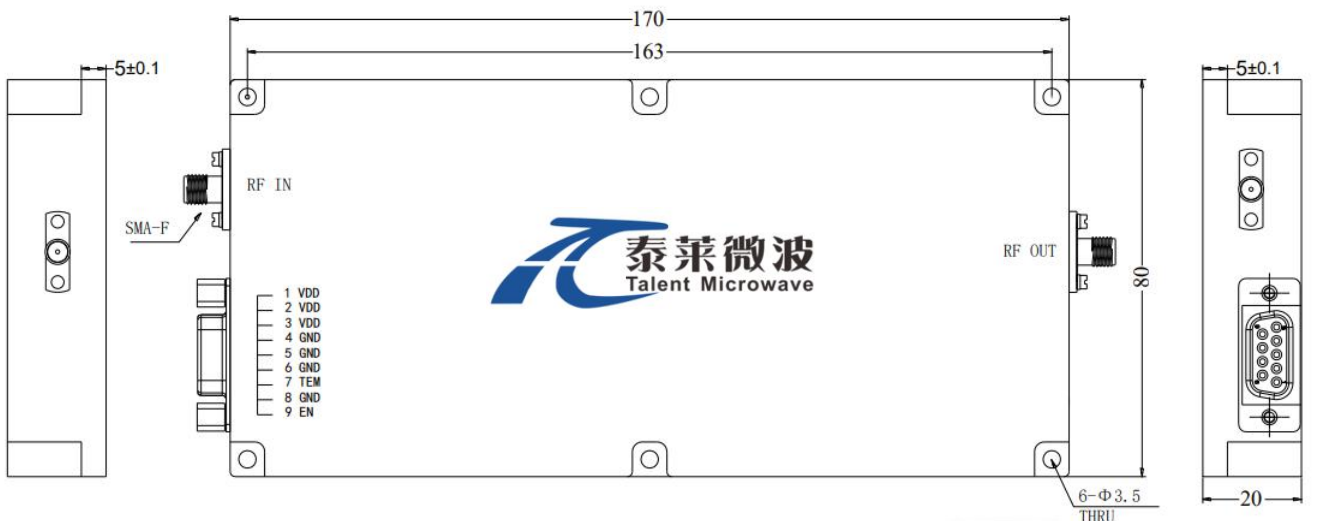 170
163
5±0.1
5±0.1
RF IN
SMA-F
泰莱微波
Talent Microwave
RF OUT
80
1 VDD
2 VDD
3 VDD
4 GND
5 GND
6 GND
7 TEM
8 GND
9 EN
6-Φ3.5
THRU
20